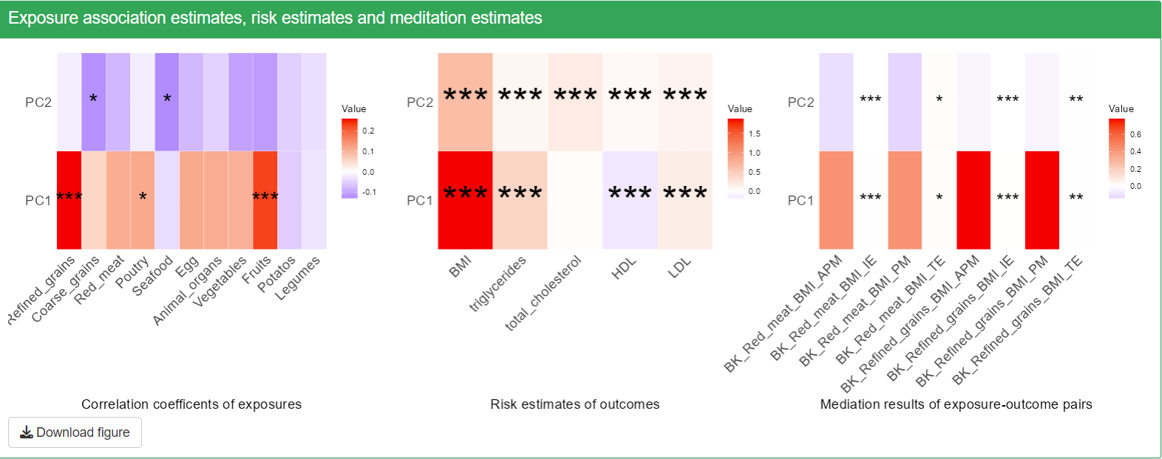 Exposure association estimates, risk estimates and meditation estimates
PC2
PC1
*
*
***
*
***
Value
0.2
0.1
0.0
-0.1
Refined_grains
Coarse_grains
Red_meat
Poutry
Seafood
Egg
Animal_organs
Vegetables
Fruits
Potatos
Legumes
Correlation coefficents of exposures
PC2
PC1
*** *** *** *** ***
*** *** *** ***
Value
1.5
1.0
0.5
0.0
BMI
triglycerides
total_cholesterol
HDL
LDL
Risk estimates of outcomes
PC2
PC1
*** * *** **
*** * *** **
Value
0.6
0.4
0.2
0.0
BK_Red_meat_BMI_APM
BK_Red_meat_BMI_IE
BK_Red_meat_BMI_PM
BK_Red_meat_BMI_TE
BK_Refined_grains_BMI_APM
BK_Refined_grains_BMI_IE
BK_Refined_grains_BMI_PM
BK_Refined_grains_BMI_TE
Mediation results of exposure-outcome pairs
Download figure